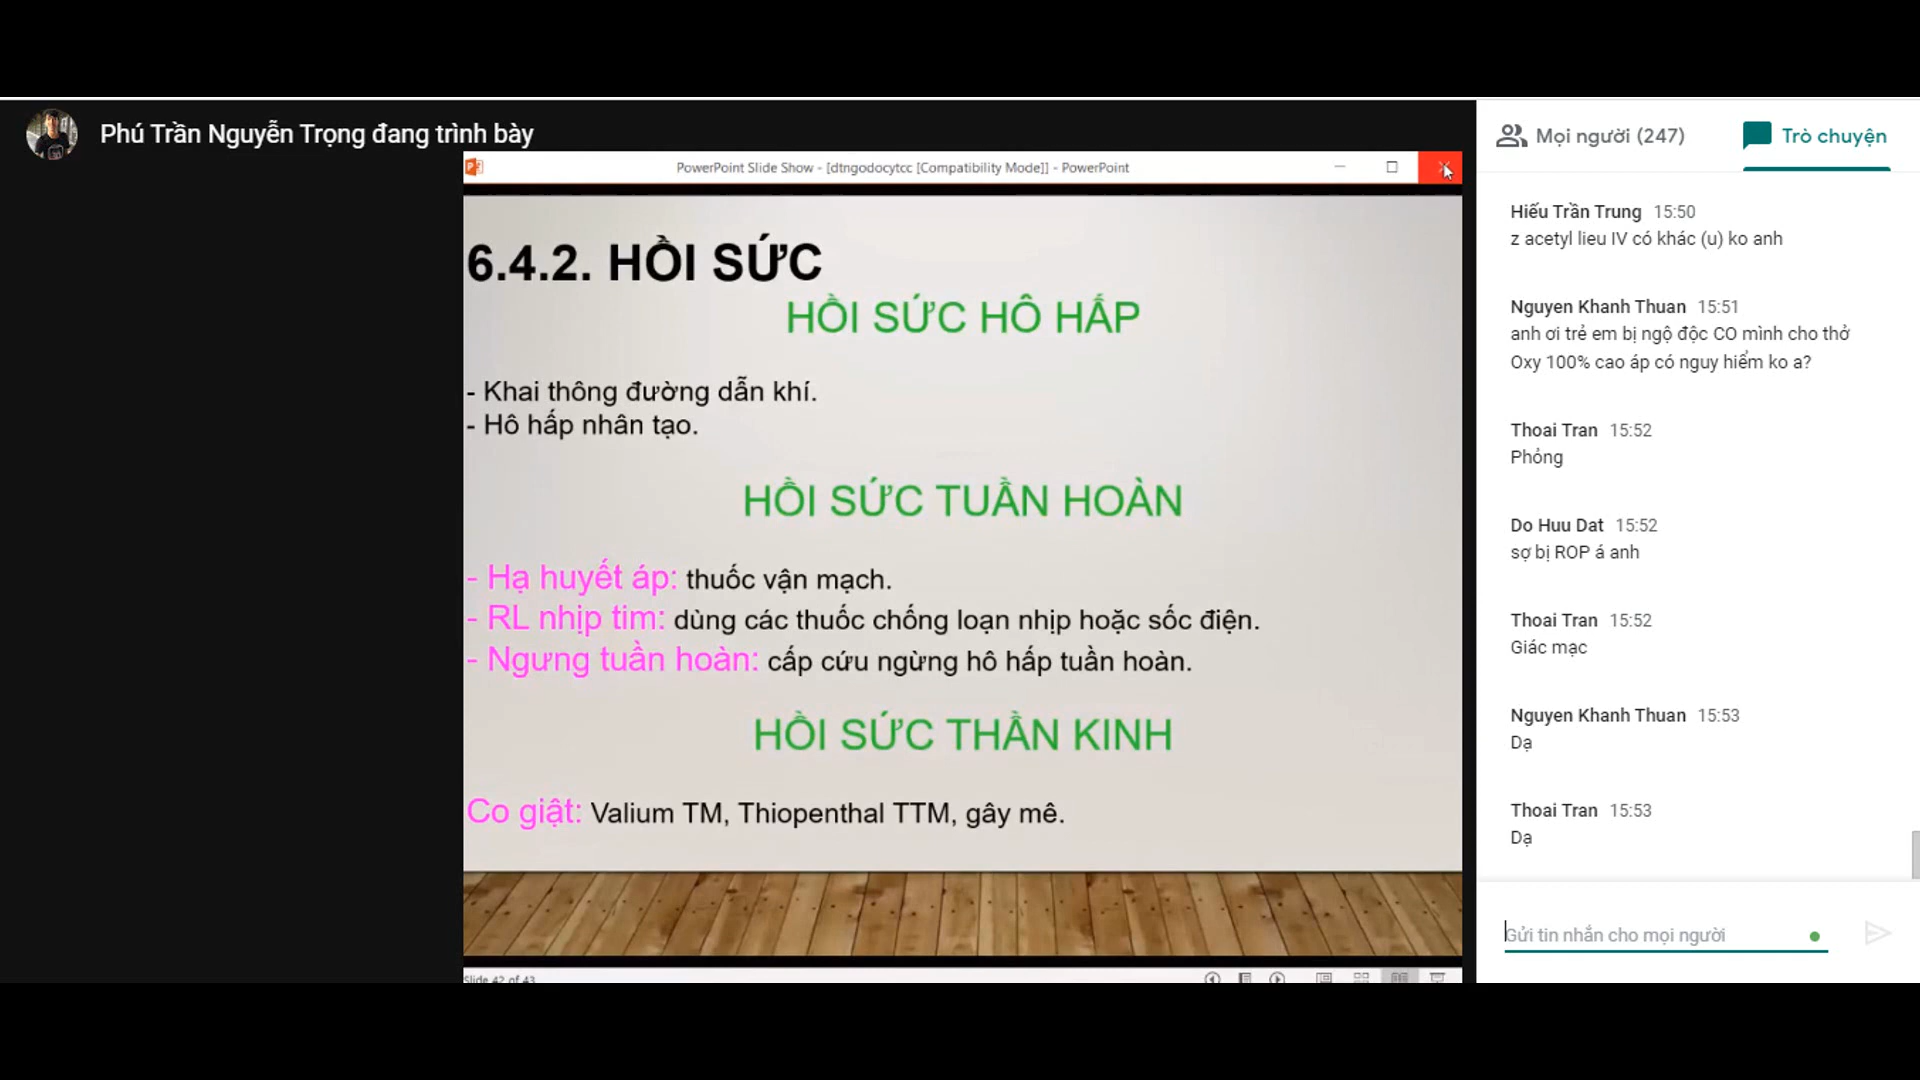 Phú Trần Nguyễn Trọng đang trình bày
PowerPoint Slide Show - [dtngodocytcc [Compatibility Mode]] - PowerPoint
6.4.2. HỒI SỨC
HỒI SỨC HÔ HẤP
- Khai thông đường dẫn khí.
- Hô hấp nhân tạo.
HỒI SỨC TUẦN HOÀN
- Hạ huyết áp: thuốc vận mạch.
- RL nhịp tim: dùng các thuốc chống loạn nhịp hoặc sốc điện.
- Ngưng tuần hoàn: cấp cứu ngừng hô hấp tuần hoàn.
HỒI SỨC THẦN KINH
Co giật: Valium TM, Thiopenthal TTM, gây mê.
Slide 42 of 43
Mọi người (247)
Trò chuyện
Hiếu Trần Trung 15:50
z acetyl lieu IV có khác (u) ko anh
Nguyen Khanh Thuan 15:51
anh ơi trẻ em bị ngộ độc CO mình cho thở
Oxy 100% cao áp có nguy hiểm ko a?
Thoai Tran 15:52
Phỏng
Do Huu Dat 15:52
sợ bị ROP á anh
Thoai Tran 15:52
Giác mạc
Nguyen Khanh Thuan 15:53
Dạ
Thoai Tran 15:53
Dạ
Gửi tin nhắn cho mọi người